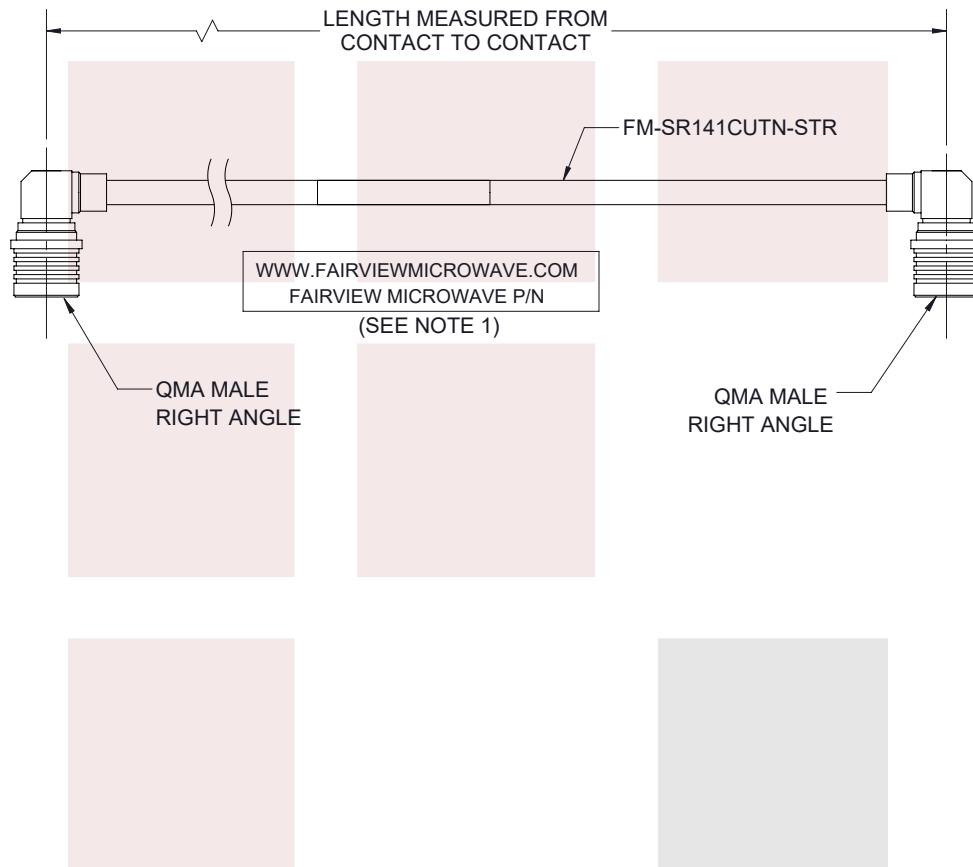 LENGTH MEASURED FROM
CONTACT TO CONTACT
FM-SR141CUTN-STR
WWW.FAIRVIEWMICROWAVE.COM
FAIRVIEW MICROWAVE P/N
(SEE NOTE 1)
QMA MALE
RIGHT ANGLE
QMA MALE
RIGHT ANGLE